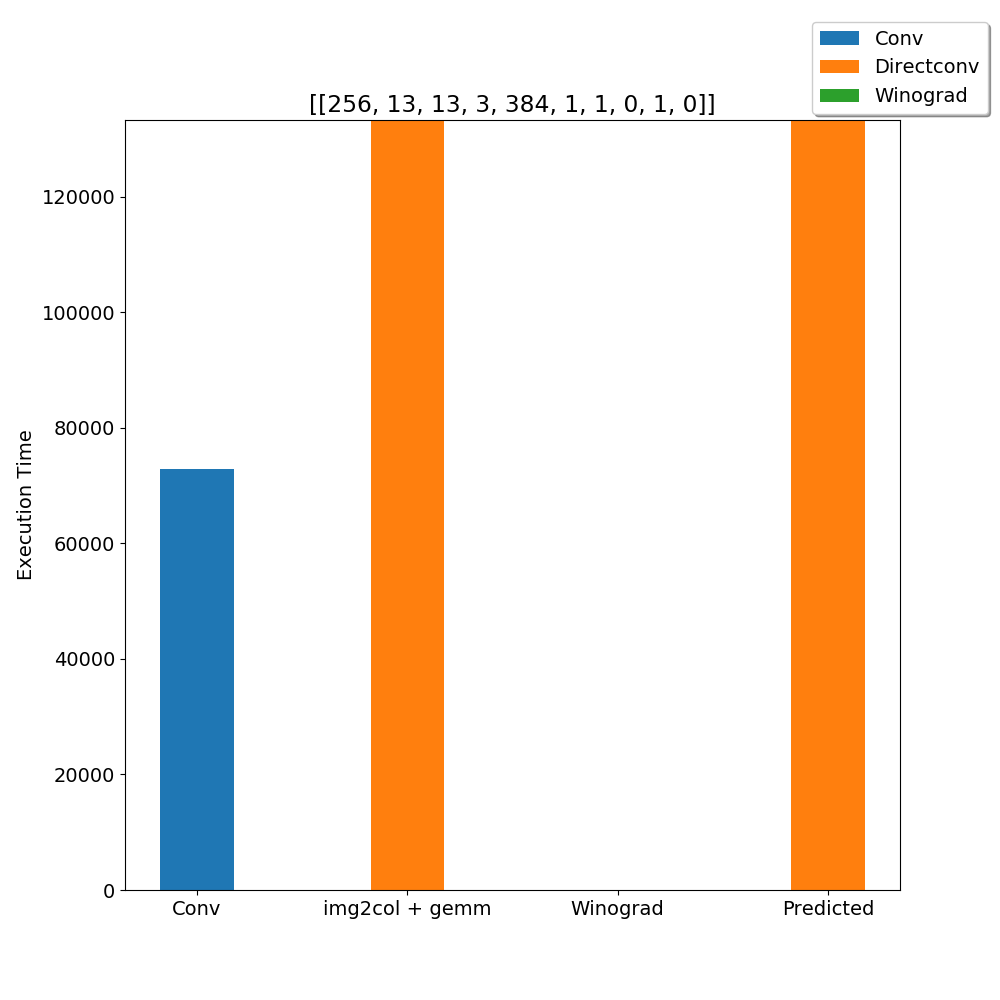 Conv
Directconv
Winograd
[[256, 13, 13, 3, 384, 1, 1, 0, 1, 0]]
120000
100000
80000
60000
40000
20000
0
Execution Time
Conv
img2col + gemm
Winograd
Predicted